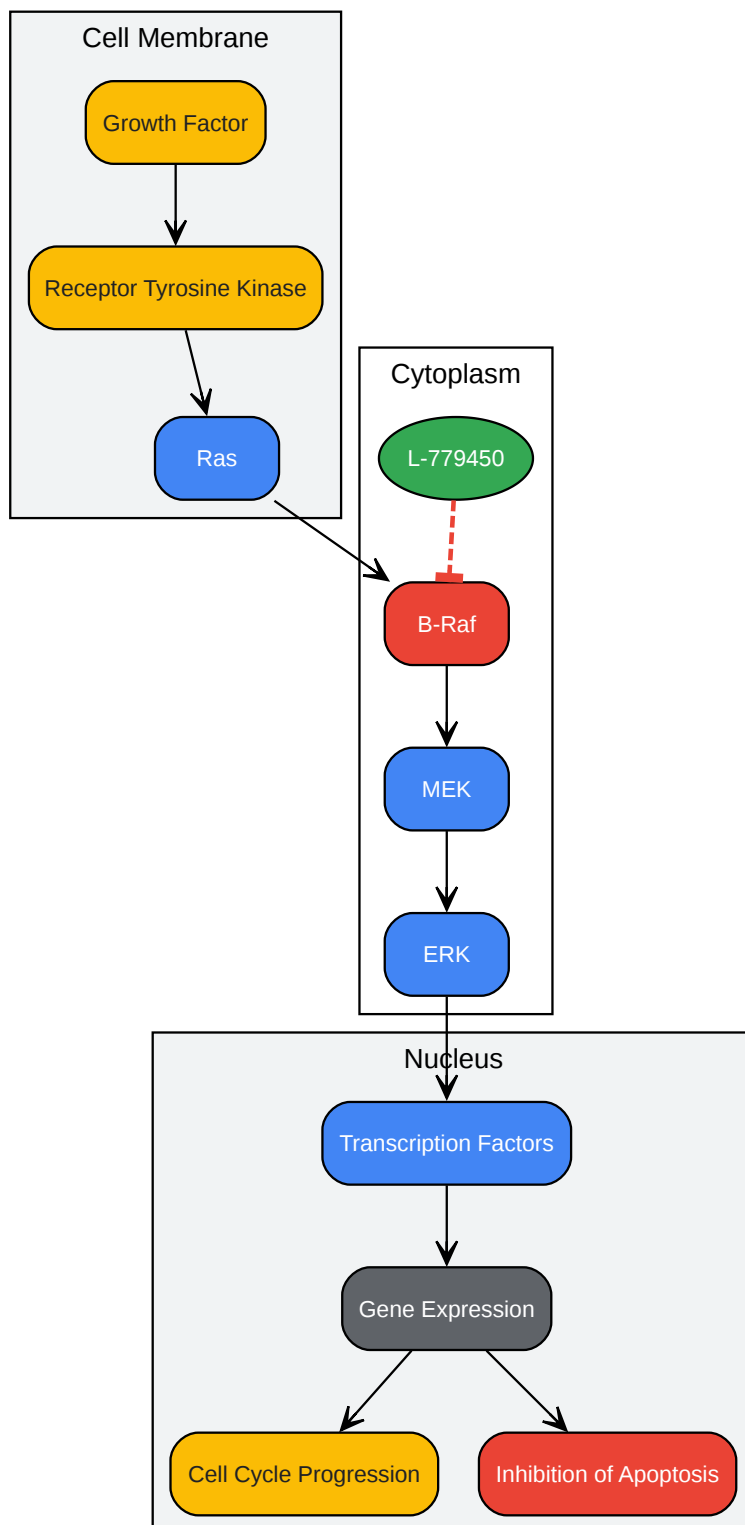 Cell Membrane
Growth Factor
Receptor Tyrosine Kinase
Ras
Cytoplasm
L-779450
B-Raf
MEK
ERK
Nucleus
Transcription Factors
Gene Expression
Cell Cycle Progression
Inhibition of Apoptosis